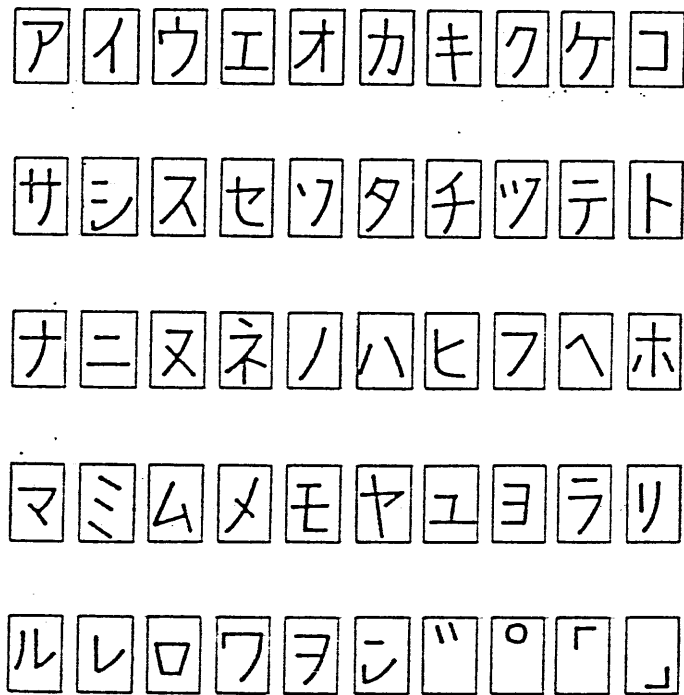 アイウエオカキクケコ
サシスセソタチツテト
ナニヌネノハヒフヘホ
マミムメモヤユヨラリ
ルレロワヲン゛゜「」